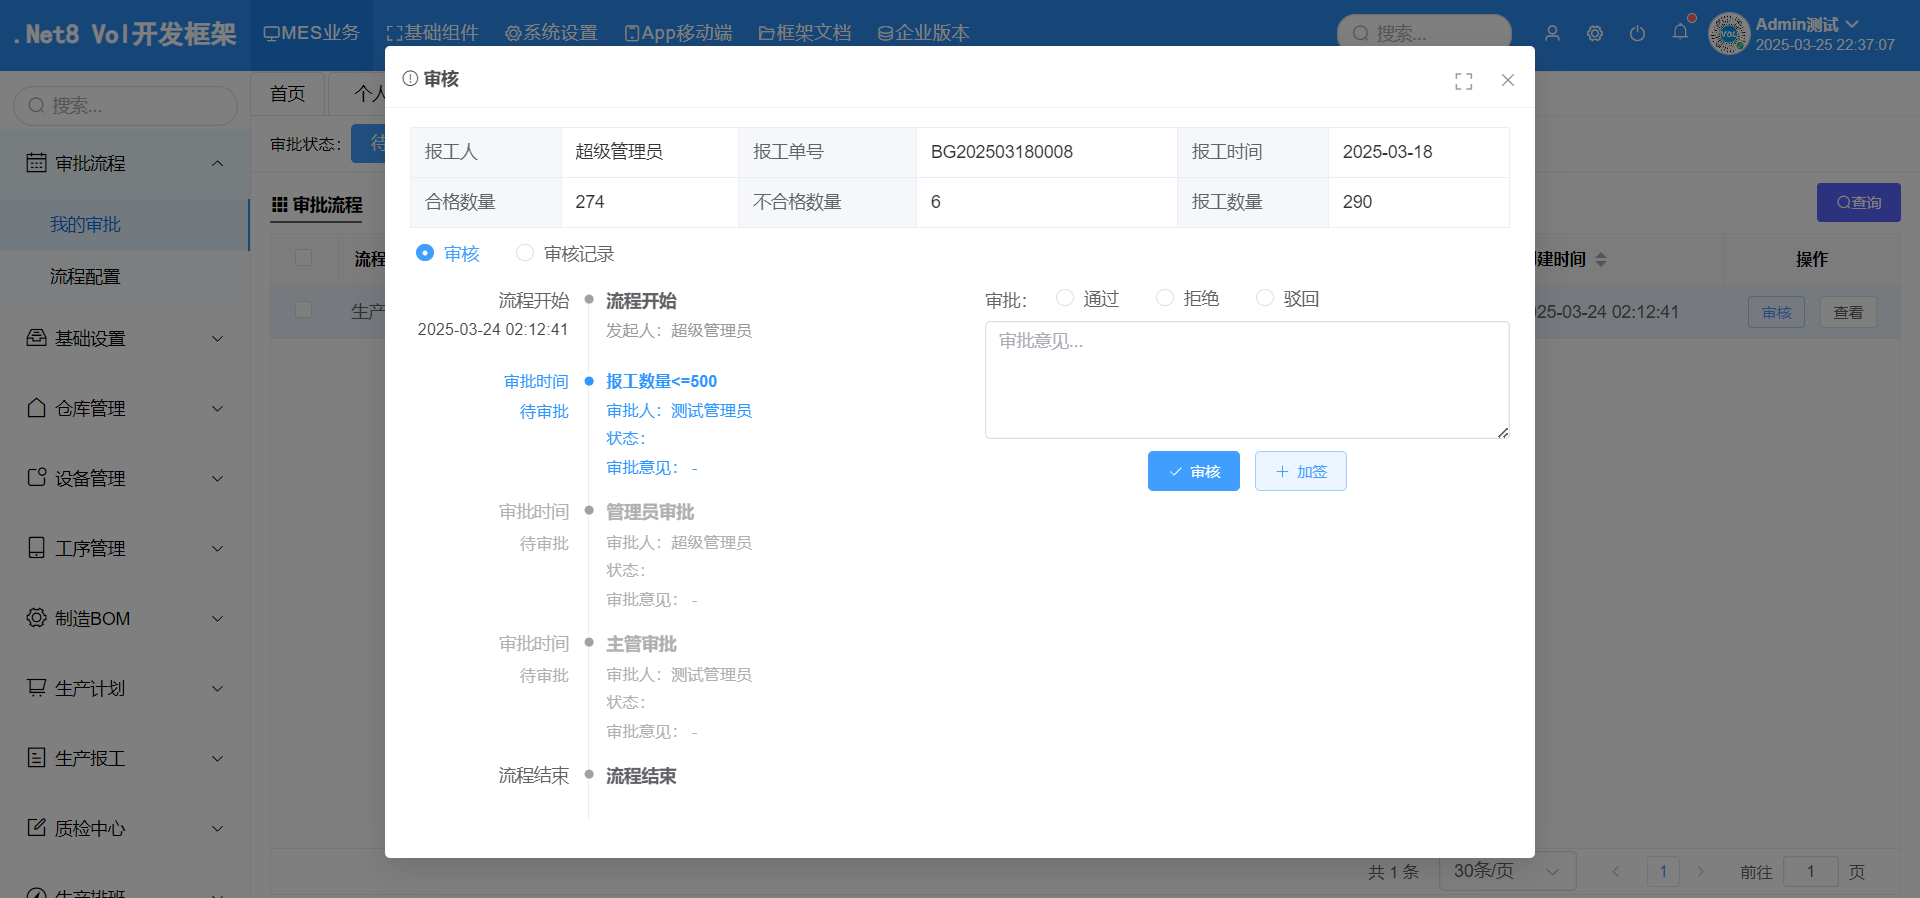 .Net8 Vol开发框架
MES业务 基础组件 系统设置 App移动端 框架文档 企业版本
搜索...
Admin测试
2025-03-25 22:37:07
搜索...
审批流程
我的审批
流程配置
基础设置
仓库管理
设备管理
工序管理
制造BOM
生产计划
生产报工
质检中心
生产排班
首页 个人
审批状态： 待
审批流程
查询
流程 建时间 操作
生产 25-03-24 02:12:41 审核 查看
审核
报工人 超级管理员 报工单号 BG202503180008 报工时间 2025-03-18
合格数量 274 不合格数量 6 报工数量 290
审核 审核记录
流程开始 流程开始
2025-03-24 02:12:41 发起人：超级管理员
审批时间 报工数量<=500
待审批 审批人：测试管理员
状态：
审批意见： -
审批时间 管理员审批
待审批 审批人：超级管理员
状态：
审批意见： -
审批时间 主管审批
待审批 审批人：测试管理员
状态：
审批意见： -
流程结束 流程结束
审批： 通过 拒绝 驳回
审批意见...
审核 加签
共 1 条 30条/页 1 前往 1 页